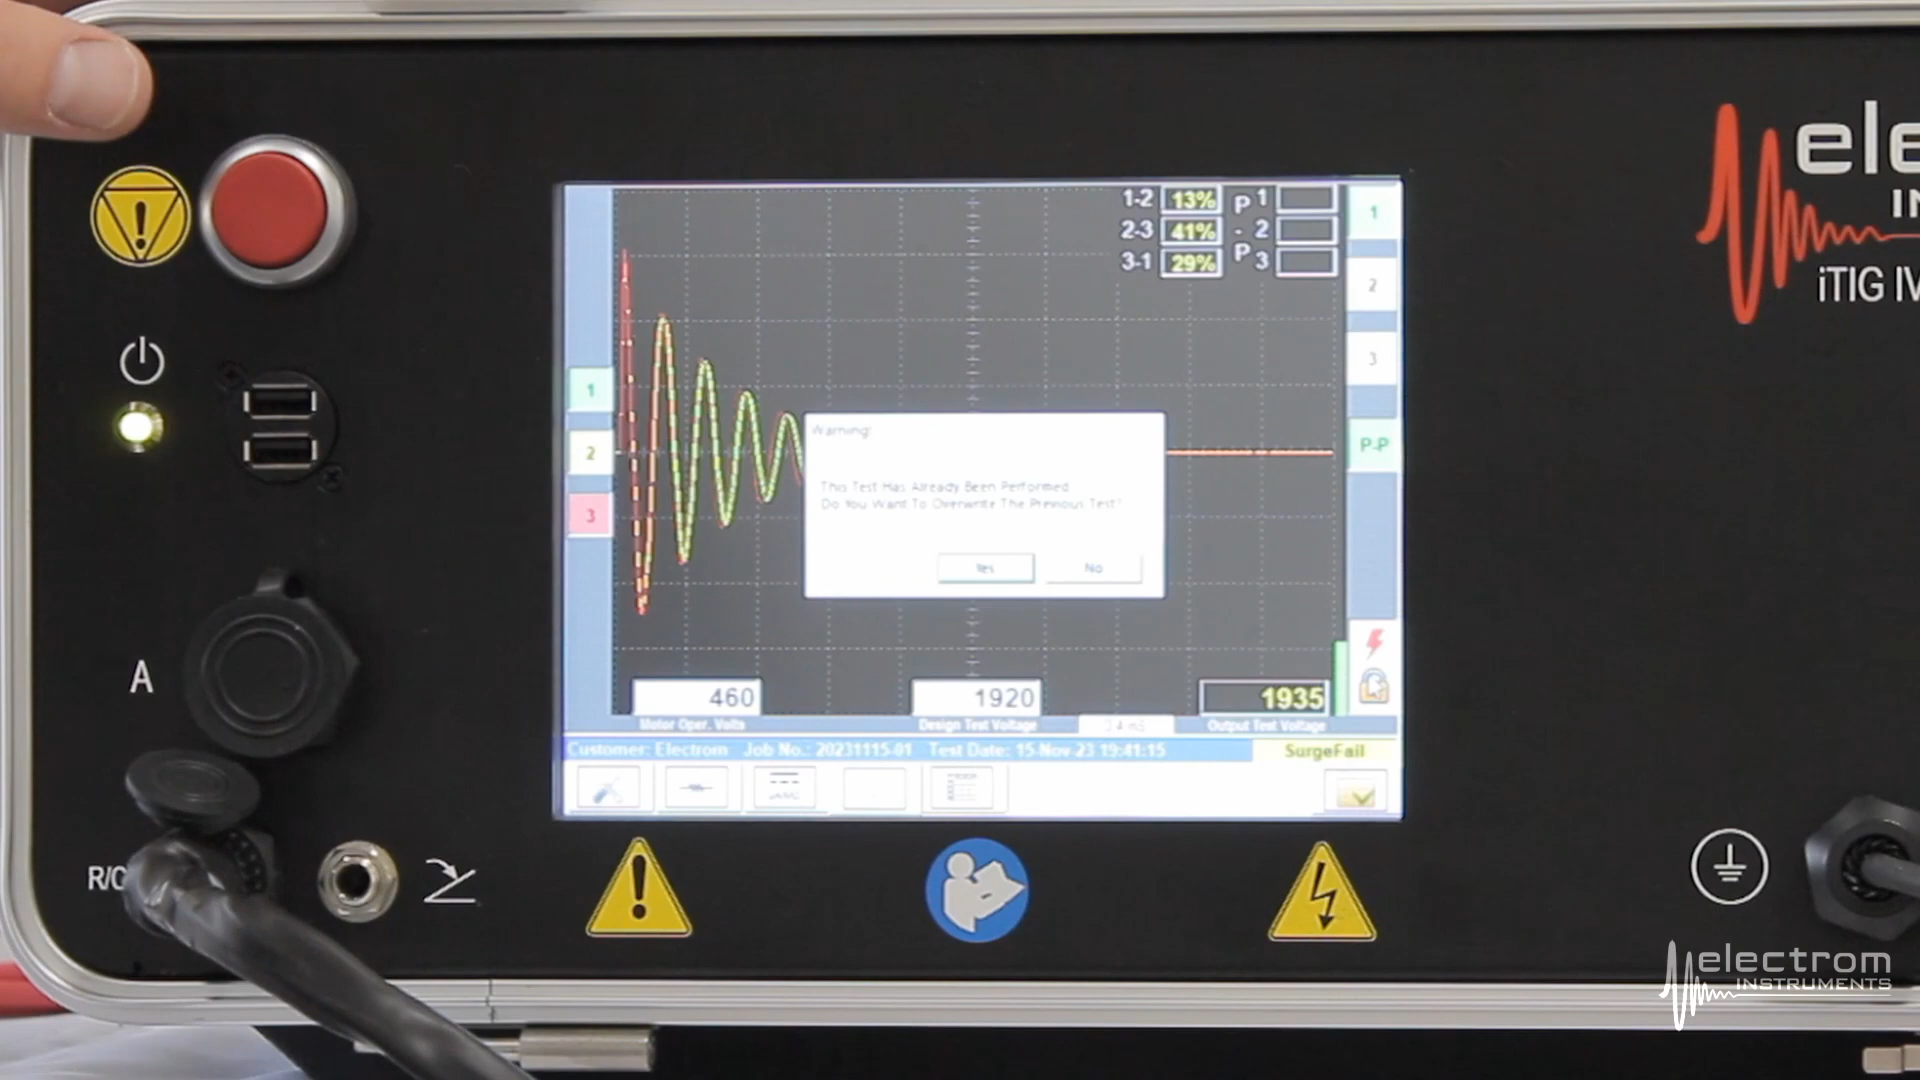 ele
IN
iTIG IV
1-2 13% P 1
2-3 41% - 2
3-1 29% P 3
1
2
3
P-P
1
2
3
Warning!
This Test Has Already Been Performed
Do You Want To Overwrite The Previous Test?
Yes
No
460
1920
1935
Motor Oper. Volts
Design Test Voltage
Output Test Voltage
Customer: Electrom Job No.: 20231115-01 Test Date: 15-Nov-23 19:41:15
SurgeFail
A
R/C
electrom
INSTRUMENTS